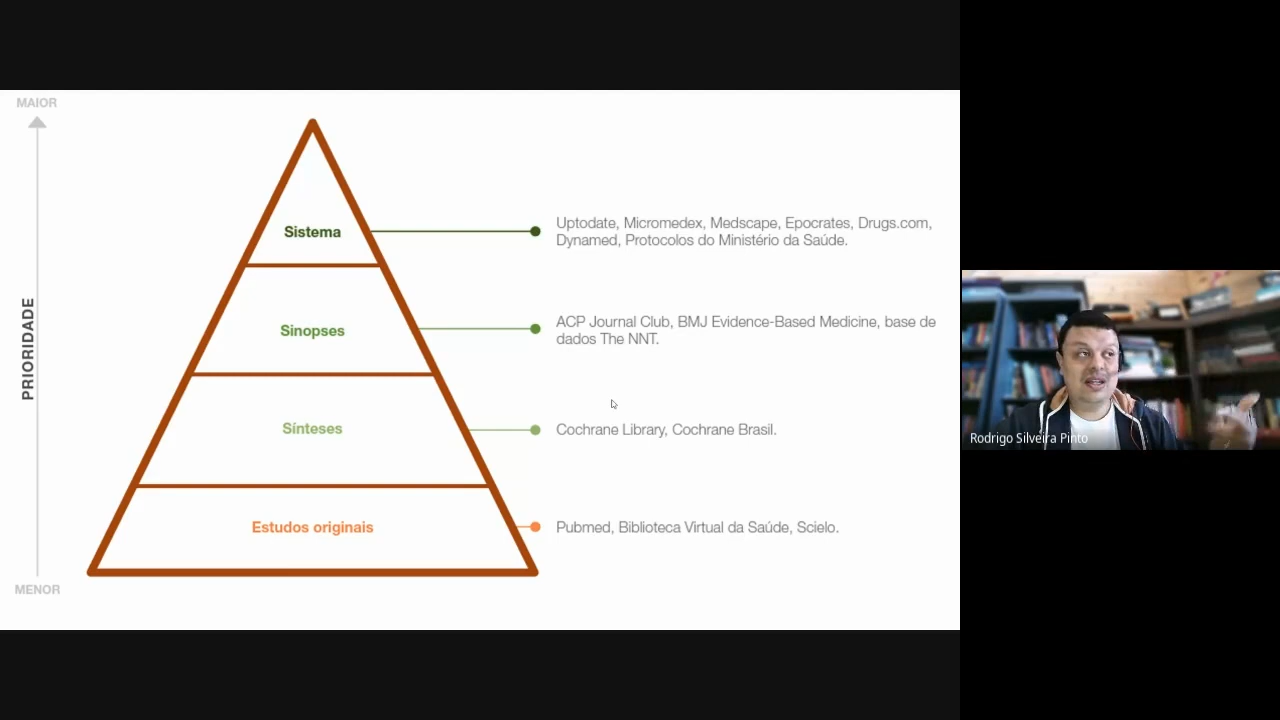 MAIOR
PRIORIDADE
MENOR
Sistema
Uptodate, Micromedex, Medscape, Epocrates, Drugs.com,
Dynamed, Protocolos do Ministério da Saúde.
Sinopses
ACP Journal Club, BMJ Evidence-Based Medicine, base de
dados The NNT.
Sínteses
Cochrane Library, Cochrane Brasil.
Estudos originais
Pubmed, Biblioteca Virtual da Saúde, Scielo.
Rodrigo Silveira Pinto